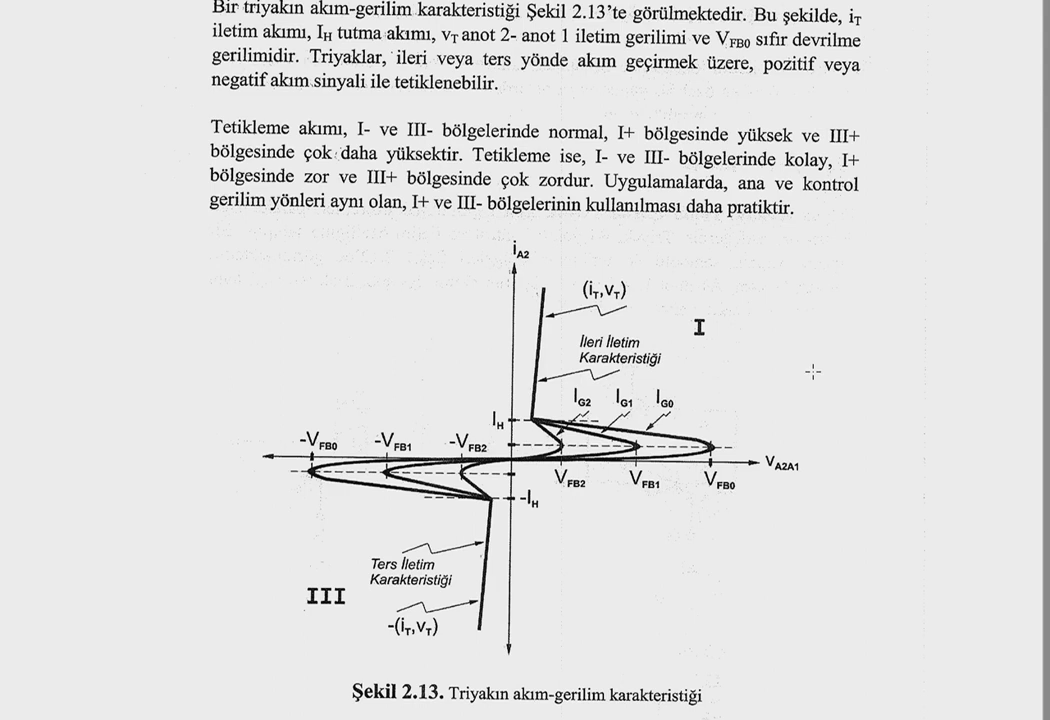 Bir triyakın akım-gerilim karakteristiği Şekil 2.13'te görülmektedir. Bu şekilde, iT
iletim akımı, IH tutma akımı, vT anot 2- anot 1 iletim gerilimi ve VFBO sıfır devrilme
gerilimidir. Triyaklar, ileri veya ters yönde akım geçirmek üzere, pozitif veya
negatif akım sinyali ile tetiklenebilir.
Tetikleme akımı, I- ve III- bölgelerinde normal, I+ bölgesinde yüksek ve III+
bölgesinde çok daha yüksektir. Tetikleme ise, I- ve III- bölgelerinde kolay, I+
bölgesinde zor ve III+ bölgesinde çok zordur. Uygulamalarda, ana ve kontrol
gerilim yönleri aynı olan, I+ ve III- bölgelerinin kullanılması daha pratiktir.
iA2
(iT,VT)
I
İleri İletim
Karakteristiği
IG2 IG1 IG0
IH
-VFB0 -VFB1 -VFB2
VA2A1
VFB2 VFB1 VFB0
-IH
Ters İletim
Karakteristiği
III
-(iT,VT)
Şekil 2.13. Triyakın akım-gerilim karakteristiği